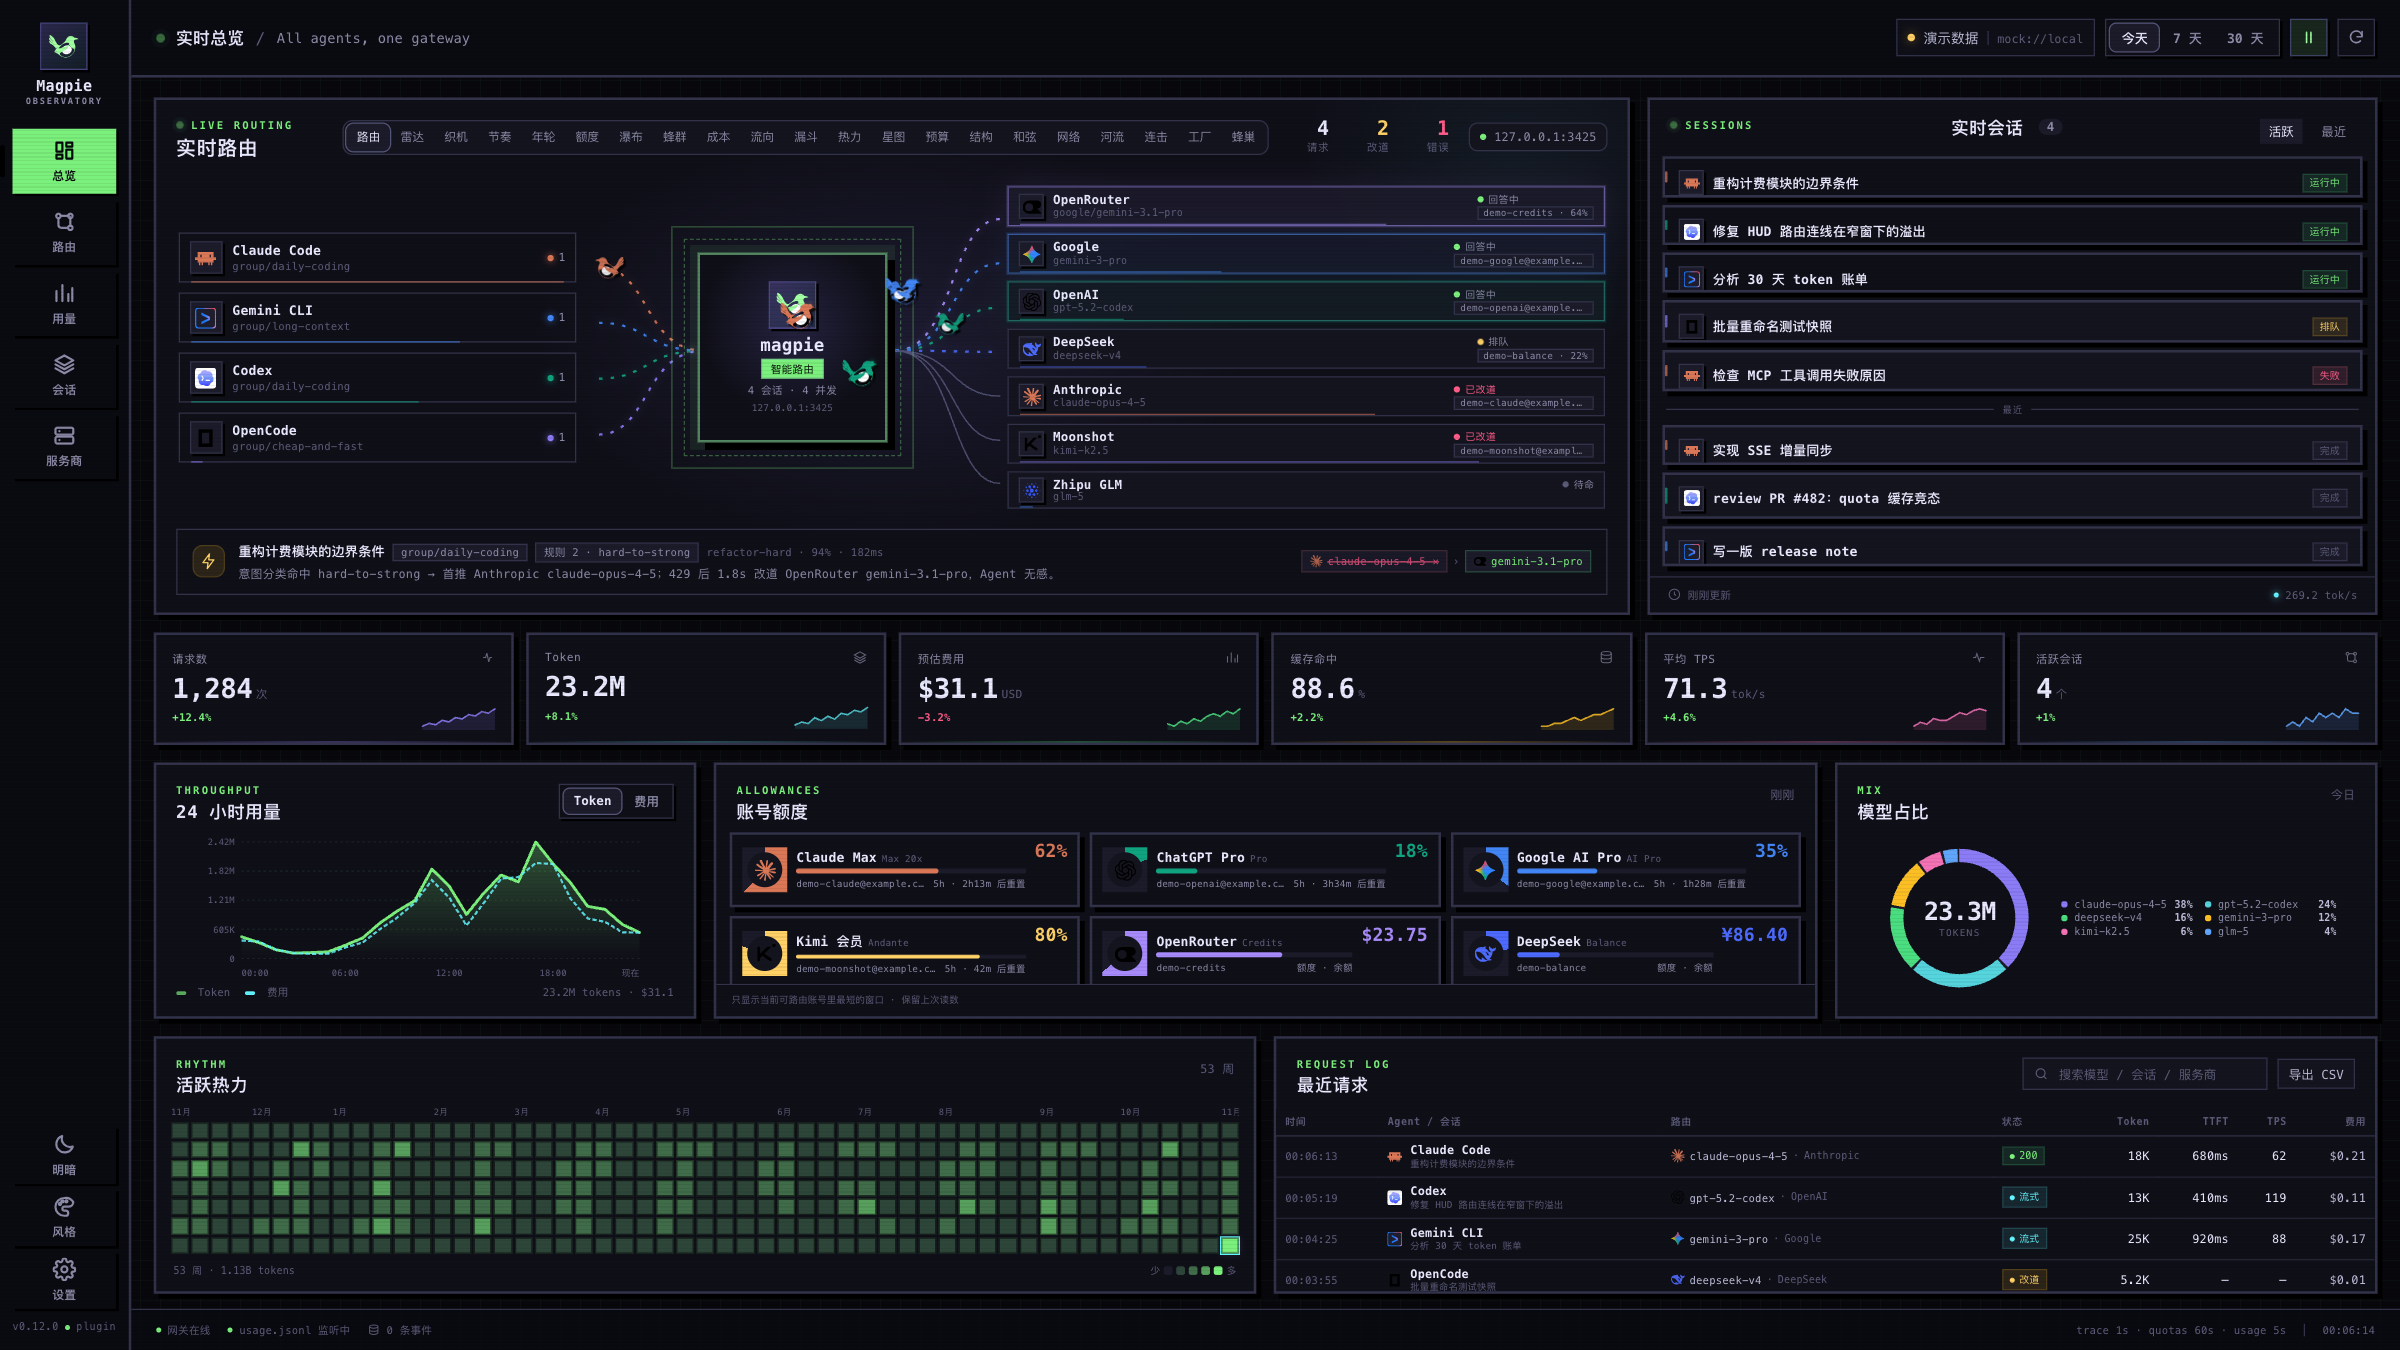 Magpie
OBSERVATORY
总览
路由
用量
会话
服务商
明暗
风格
设置
v0.12.0 plugin
实时总览 / All agents, one gateway
演示数据 mock://local
今天 7 天 30 天
LIVE ROUTING
实时路由
路由 雷达 织机 节奏 年轮 额度 瀑布 蜂群 成本 流向 漏斗 热力 星图 预算 结构 和弦 网络 河流 连击 工厂 蜂巢
4 请求
2 改道
1 错误
127.0.0.1:3425
Claude Code
group/daily-coding
1
Gemini CLI
group/long-context
1
Codex
group/daily-coding
1
OpenCode
group/cheap-and-fast
1
magpie
智能路由
4 会话 · 4 并发
127.0.0.1:3425
OpenRouter
google/gemini-3.1-pro
回答中
demo-credits · 64%
Google
gemini-3-pro
回答中
demo-google@example.…
OpenAI
gpt-5.2-codex
回答中
demo-openai@example.…
DeepSeek
deepseek-v4
排队
demo-balance · 22%
Anthropic
claude-opus-4-5
已改道
demo-claude@example.…
Moonshot
kimi-k2.5
已改道
demo-moonshot@exampl…
Zhipu GLM
glm-5
待命
重构计费模块的边界条件 group/daily-coding 规则 2 · hard-to-strong refactor-hard · 94% · 182ms
意图分类命中 hard-to-strong → 首推 Anthropic claude-opus-4-5; 429 后 1.8s 改道 OpenRouter gemini-3.1-pro, Agent 无感。
claude-opus-4-5 × › gemini-3.1-pro
SESSIONS
实时会话 4
活跃 最近
重构计费模块的边界条件 运行中
修复 HUD 路由连线在窄窗下的溢出 运行中
分析 30 天 token 账单 运行中
批量重命名测试快照 排队
检查 MCP 工具调用失败原因 失败
最近
实现 SSE 增量同步 完成
review PR #482: quota 缓存竞态 完成
写一版 release note 完成
刚刚更新 269.2 tok/s
请求数
1,284 次
+12.4%
Token
23.2M
+8.1%
预估费用
$31.1 USD
−3.2%
缓存命中
88.6 %
+2.2%
平均 TPS
71.3 tok/s
+4.6%
活跃会话
4 个
+1%
THROUGHPUT
24 小时用量
Token 费用
2.42M
1.82M
1.21M
605K
0
00:00 06:00 12:00 18:00 现在
Token 费用 23.2M tokens · $31.1
ALLOWANCES
账号额度
刚刚
Claude Max Max 20x 62%
demo-claude@example.c… 5h · 2h13m 后重置
ChatGPT Pro Pro 18%
demo-openai@example.c… 5h · 3h34m 后重置
Google AI Pro AI Pro 35%
demo-google@example.c… 5h · 1h28m 后重置
Kimi 会员 Andante 80%
demo-moonshot@example.c… 5h · 42m 后重置
OpenRouter Credits $23.75
demo-credits 额度 · 余额
DeepSeek Balance ¥86.40
demo-balance 额度 · 余额
只显示当前可路由账号里最短的窗口 · 保留上次读数
MIX
模型占比
今日
23.3M
TOKENS
claude-opus-4-5 38% gpt-5.2-codex 24%
deepseek-v4 16% gemini-3-pro 12%
kimi-k2.5 6% glm-5 4%
RHYTHM
活跃热力
53 周
11月 12月 1月 2月 3月 4月 5月 6月 7月 8月 9月 10月 11月
53 周 · 1.13B tokens
少 多
REQUEST LOG
最近请求
搜索模型 / 会话 / 服务商
导出 CSV
时间 Agent / 会话 路由 状态 Token TTFT TPS 费用
00:06:13 Claude Code claude-opus-4-5 · Anthropic 200 18K 680ms 62 $0.21
重构计费模块的边界条件
00:05:19 Codex gpt-5.2-codex · OpenAI 流式 13K 410ms 119 $0.11
修复 HUD 路由连线在窄窗下的溢出
00:04:25 Gemini CLI gemini-3-pro · Google 流式 25K 920ms 88 $0.17
分析 30 天 token 账单
00:03:55 OpenCode deepseek-v4 · DeepSeek 改道 5.2K — — $0.01
批量重命名测试快照
网关在线 usage.jsonl 监听中 0 条事件
trace 1s · quotas 60s · usage 5s 00:06:14